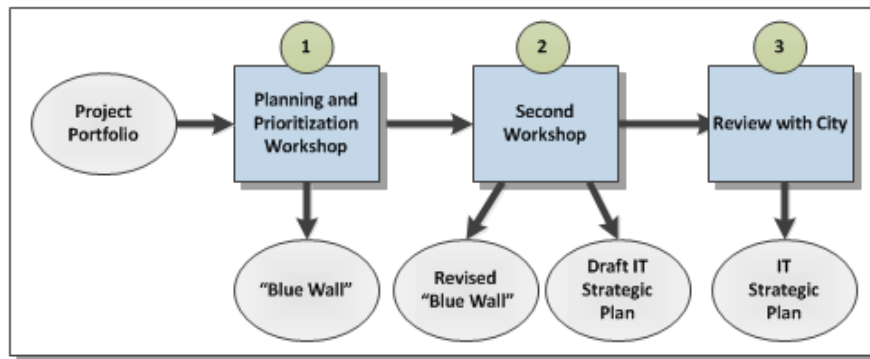 1
2
3
Project
Portfolio
Planning and
Prioritization
Workshop
Second
Workshop
Review with City
“Blue Wall”
Revised
“Blue Wall”
Draft IT
Strategic
Plan
IT
Strategic
Plan